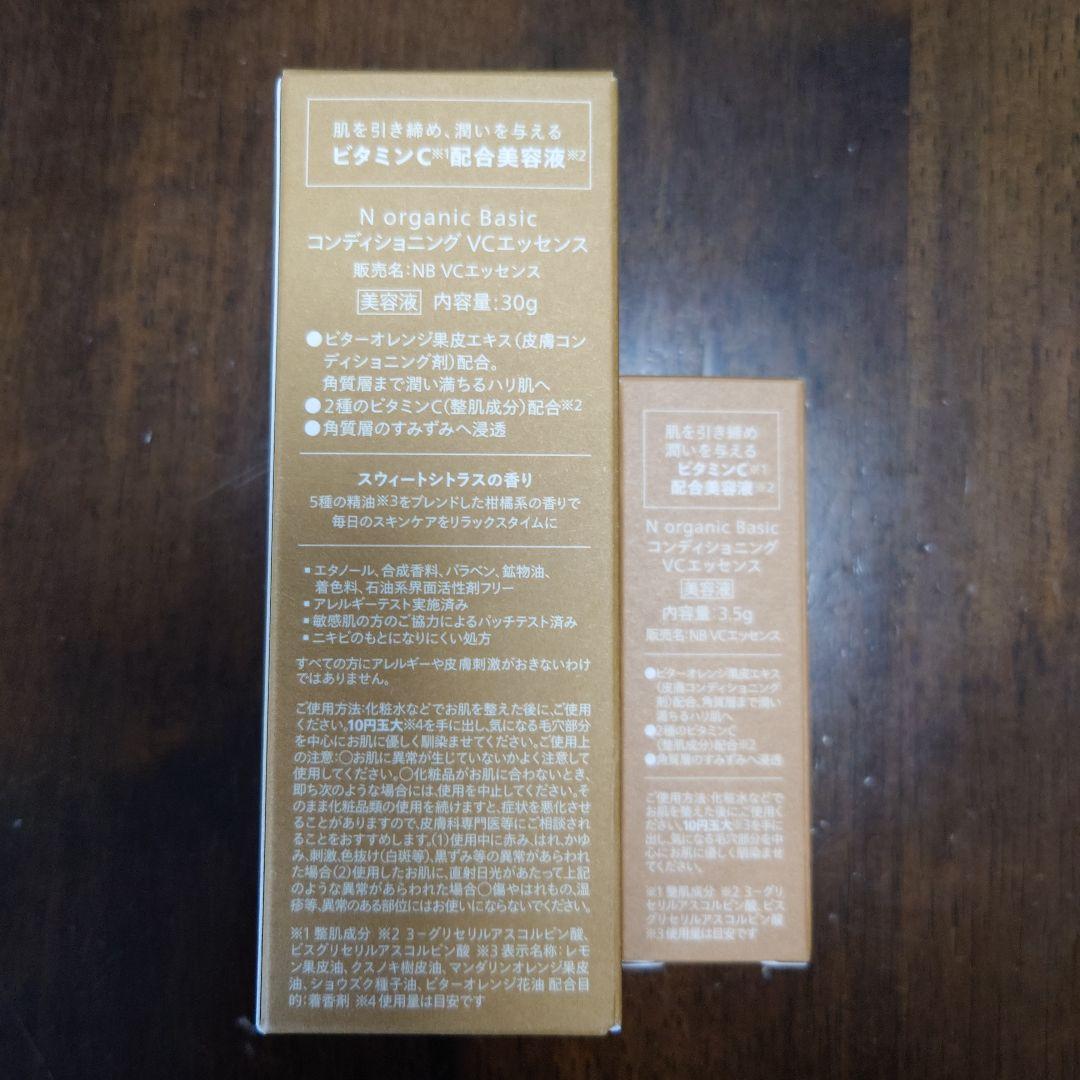 肌を引き締め、潤いを与える
ビタミンC※1配合美容液※2
N organic Basic
コンディショニング VCエッセンス
販売名:NB VCエッセンス
美容液 内容量:30g
●ビターオレンジ果皮エキス(皮膚コン
ディショニング剤)配合。
角質層まで潤い満ちるハリ肌へ
●2種のビタミンC(整肌成分)配合※2
●角質層のすみずみへ浸透
スウィートシトラスの香り
5種の精油※3をブレンドした柑橘系の香りで
毎日のスキンケアをリラックスタイムに
▪エタノール、合成香料、パラベン、鉱物油、
着色料、石油系界面活性剤フリー
▪アレルギーテスト実施済み
▪敏感肌の方のご協力によるパッチテスト済み
▪ニキビのもとになりにくい処方
すべての方にアレルギーや皮膚刺激がおきないわけ
ではありません。
ご使用方法:化粧水などでお肌を整えた後に、ご使用
ください。10円玉大※4を手に出し、気になる毛穴部分
を中心にお肌に優しく馴染ませてください。ご使用上
の注意:○お肌に異常が生じていないかよく注意して
使用してください。○化粧品がお肌に合わないとき、
即ち次のような場合には、使用を中止してください。そ
のまま化粧品類の使用を続けますと、症状を悪化させ
ることがありますので、皮膚科専門医等にご相談され
ることをおすすめします。(1)使用中に赤み、はれ、かゆ
み、刺激、色抜け(白斑等)、黒ずみ等の異常があらわれ
た場合(2)使用したお肌に、直射日光があたって上記
のような異常があらわれた場合○傷やはれもの、湿
疹等、異常のある部位にはお使いにならないでください。
※1 整肌成分 ※2 3-グリセリルアスコルビン酸、
ビスグリセリルアスコルビン酸 ※3 表示名称:レモ
ン果皮油、クスノキ樹皮油、マンダリンオレンジ果皮
油、ショウズク種子油、ビターオレンジ花油 配合目
的:着香剤 ※4 使用量は目安です
肌を引き締め
潤いを与える
ビタミンC※1
配合美容液※2
N organic Basic
コンディショニング
VCエッセンス
美容液
内容量:3.5g
販売名:NB VCエッセンス
●ビターオレンジ果皮エキス
(皮膚コンディショニング
剤)配合。角質層まで潤い
満ちるハリ肌へ
●2種のビタミンC
(整肌成分)配合※2
●角質層のすみずみへ浸透
ご使用方法:化粧水などで
お肌を整えた後にご使用く
ださい。10円玉大※3を手に
出し、気になる毛穴部分を中
心にお肌に優しく馴染ませ
てください。
※1 整肌成分 ※2 3-グリ
セリルアスコルビン酸、ビス
グリセリルアスコルビン酸
※3 使用量は目安です